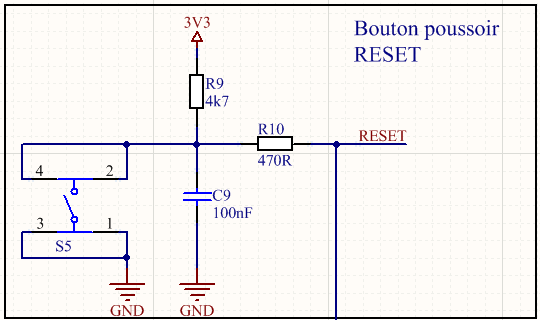 3V3
Bouton poussoir
RESET
R9
4k7
R10
RESET
470R
4
2
C9
100nF
3
1
S5
GND
GND